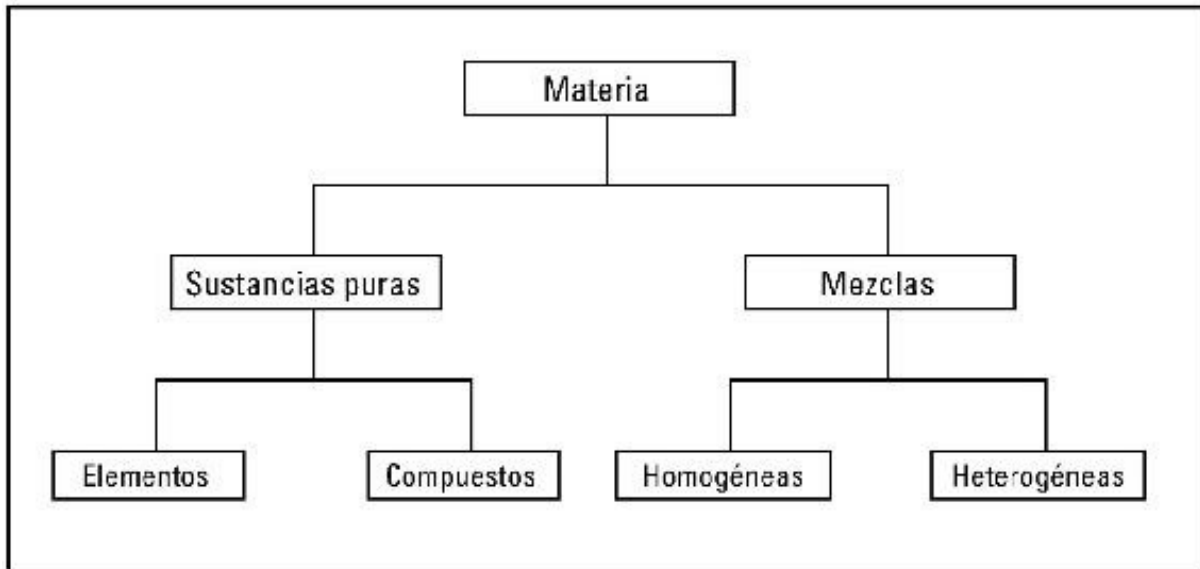 Materia
Sustancias puras
Mezclas
Elementos
Compuestos
Homogéneas
Heterogéneas